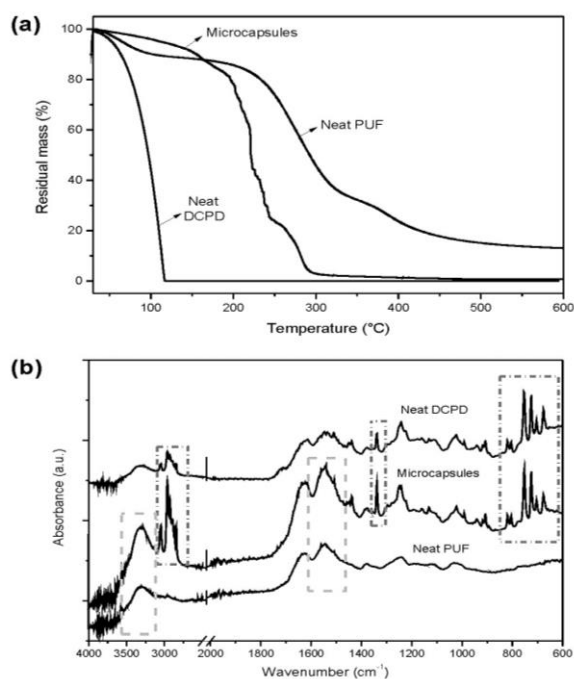 (a)
Microcapsules
Neat PUF
Neat
DCPD
Residual mass (%)
100
80
60
40
20
0
100
200
300
400
500
600
Temperature (°C)
(b)
Neat DCPD
Microcapsules
Neat PUF
Absorbance (a.u.)
4000
3500
3000
2000
1600
1400
1200
1000
800
600
Wavenumber (cm⁻¹)